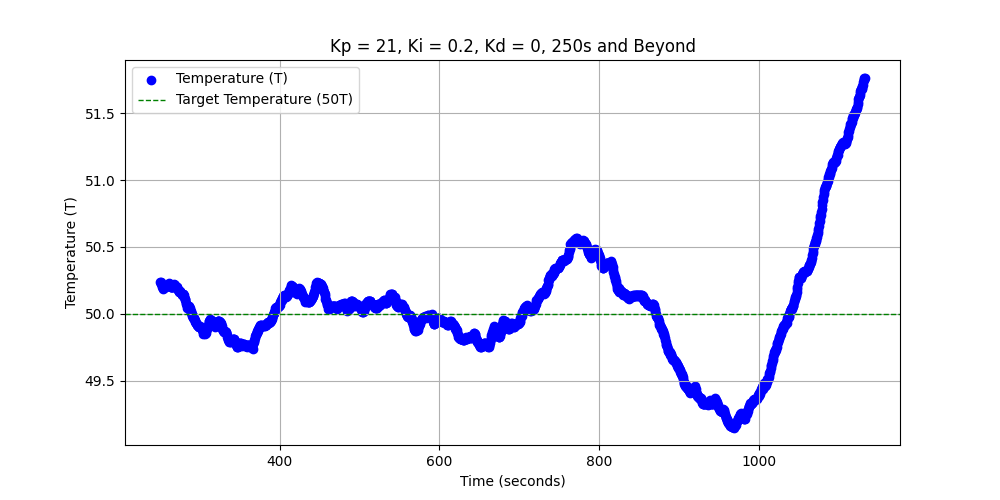 Kp = 21, Ki = 0.2, Kd = 0, 250s and Beyond
Temperature (T)
Target Temperature (50T)
51.5
51.0
50.5
50.0
49.5
Temperature (T)
400 600 800 1000
Time (seconds)